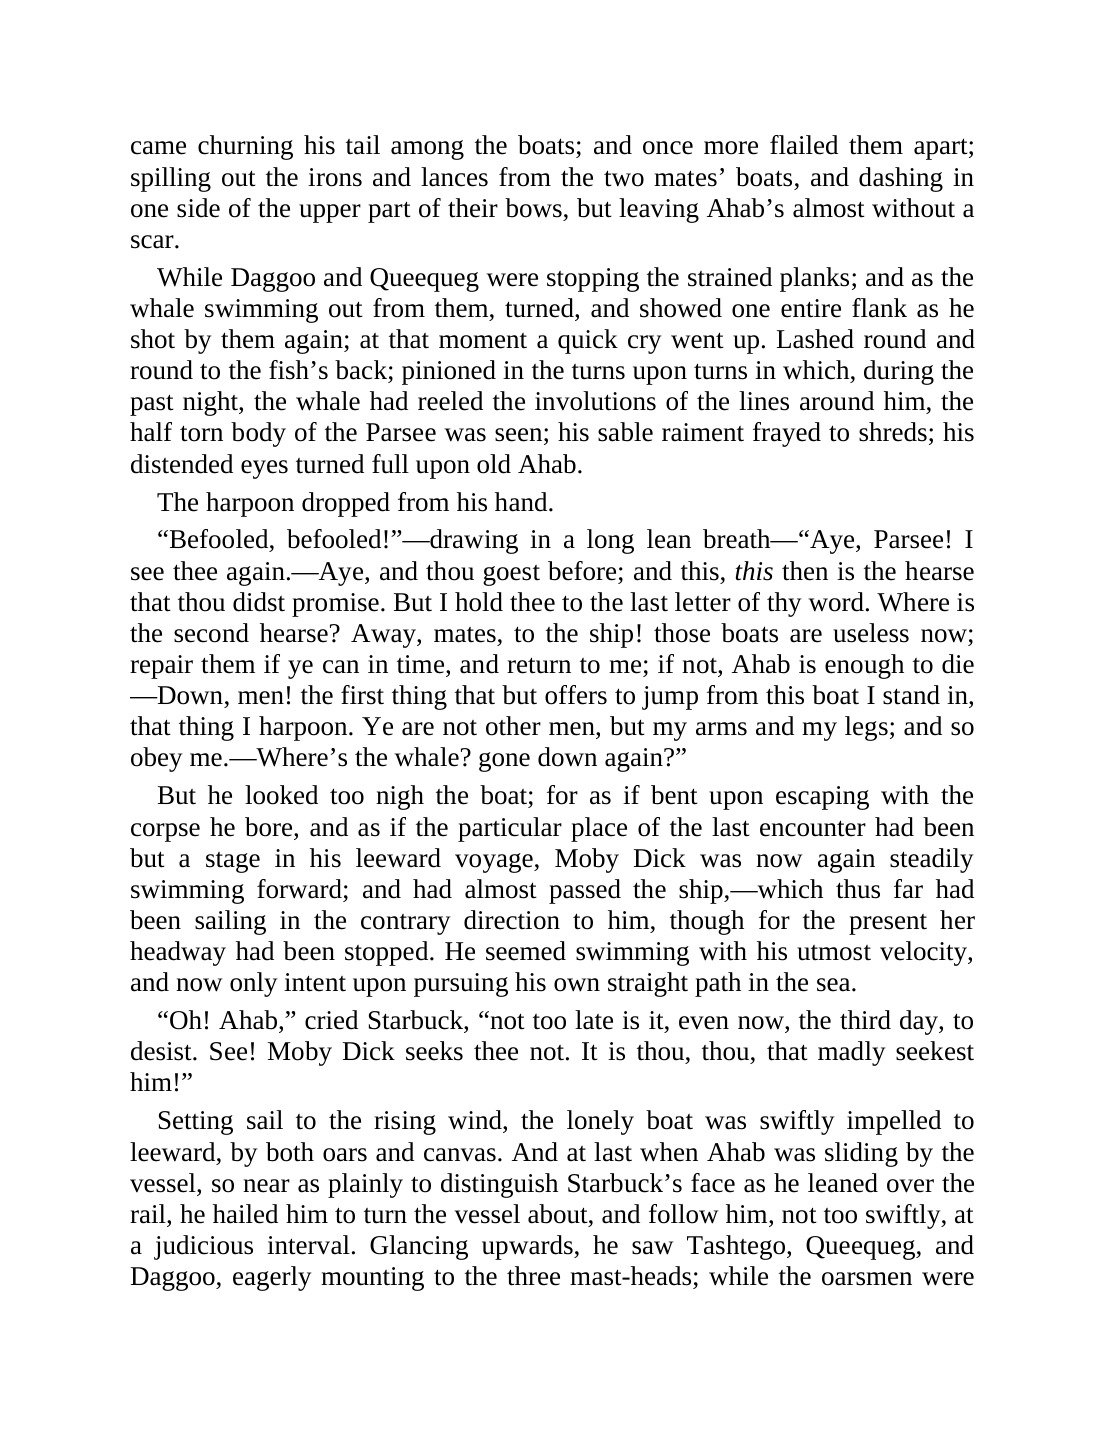 came churning his tail among the boats; and once more flailed them apart;
spilling out the irons and lances from the two mates’ boats, and dashing in
one side of the upper part of their bows, but leaving Ahab’s almost without a
scar.
While Daggoo and Queequeg were stopping the strained planks; and as the
whale swimming out from them, turned, and showed one entire flank as he
shot by them again; at that moment a quick cry went up. Lashed round and
round to the fish’s back; pinioned in the turns upon turns in which, during the
past night, the whale had reeled the involutions of the lines around him, the
half torn body of the Parsee was seen; his sable raiment frayed to shreds; his
distended eyes turned full upon old Ahab.
The harpoon dropped from his hand.
“Befooled, befooled!”—drawing in a long lean breath—“Aye, Parsee! I
see thee again.—Aye, and thou goest before; and this, this then is the hearse
that thou didst promise. But I hold thee to the last letter of thy word. Where is
the second hearse? Away, mates, to the ship! those boats are useless now;
repair them if ye can in time, and return to me; if not, Ahab is enough to die
—Down, men! the first thing that but offers to jump from this boat I stand in,
that thing I harpoon. Ye are not other men, but my arms and my legs; and so
obey me.—Where’s the whale? gone down again?”
But he looked too nigh the boat; for as if bent upon escaping with the
corpse he bore, and as if the particular place of the last encounter had been
but a stage in his leeward voyage, Moby Dick was now again steadily
swimming forward; and had almost passed the ship,—which thus far had
been sailing in the contrary direction to him, though for the present her
headway had been stopped. He seemed swimming with his utmost velocity,
and now only intent upon pursuing his own straight path in the sea.
“Oh! Ahab,” cried Starbuck, “not too late is it, even now, the third day, to
desist. See! Moby Dick seeks thee not. It is thou, thou, that madly seekest
him!”
Setting sail to the rising wind, the lonely boat was swiftly impelled to
leeward, by both oars and canvas. And at last when Ahab was sliding by the
vessel, so near as plainly to distinguish Starbuck’s face as he leaned over the
rail, he hailed him to turn the vessel about, and follow him, not too swiftly, at
a judicious interval. Glancing upwards, he saw Tashtego, Queequeg, and
Daggoo, eagerly mounting to the three mast-heads; while the oarsmen were